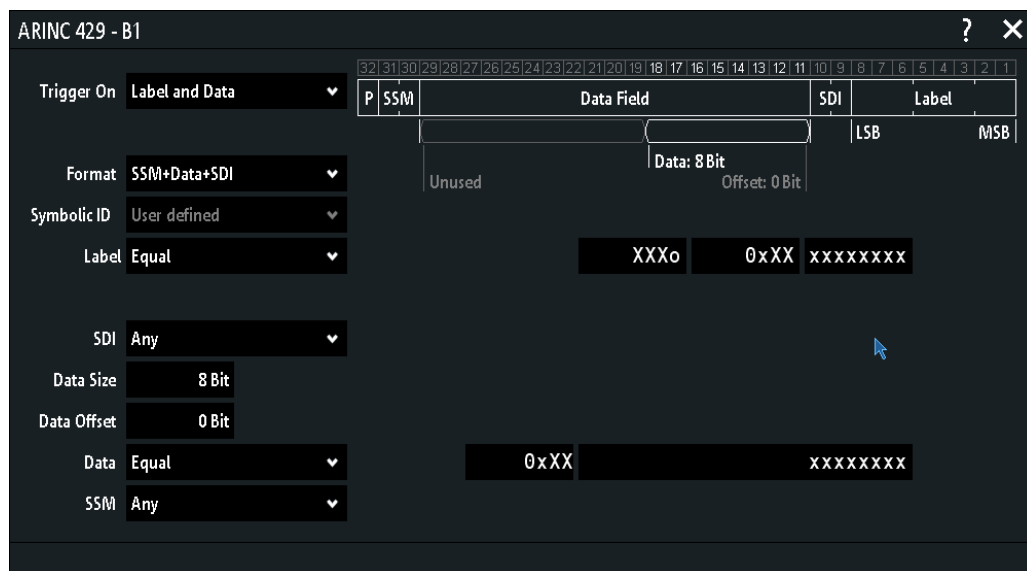 ARINC 429 - B1 ? X
32 31 30 29 28 27 26 25 24 23 22 21 20 19 18 17 16 15 14 13 12 11 10 9 8 7 6 5 4 3 2 1
Trigger On Label and Data P SSM Data Field SDI Label
LSB MSB
Data: 8 Bit
Format SSM+Data+SDI
Unused Offset: 0 Bit
Symbolic ID User defined
Label Equal XXXo 0xXX xxxxxxxx
SDI Any
Data Size 8 Bit
Data Offset 0 Bit
Data Equal 0xXX xxxxxxxx
SSM Any